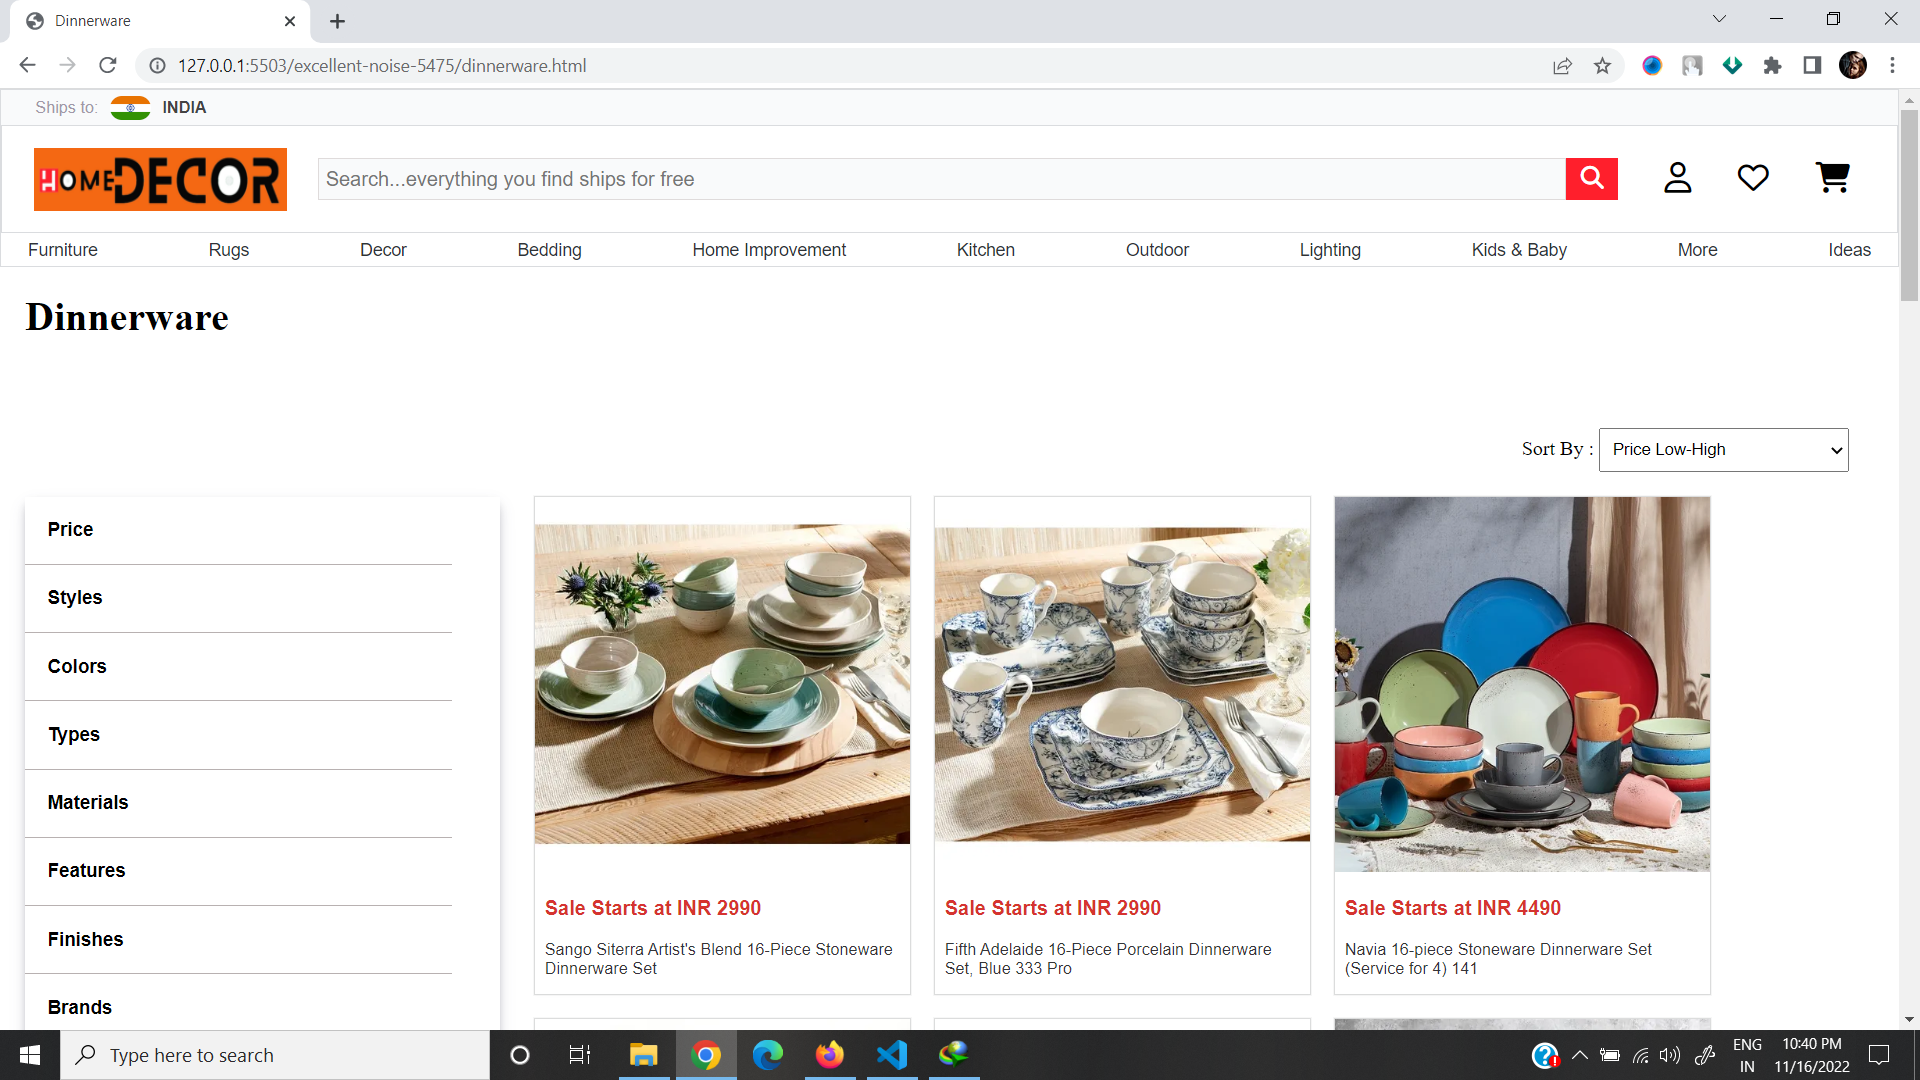 Dinnerware
127.0.0.1:5503/excellent-noise-5475/dinnerware.html
Ships to: INDIA
HOME DECOR
Search...everything you find ships for free
Furniture Rugs Decor Bedding Home Improvement Kitchen Outdoor Lighting Kids & Baby More Ideas
Dinnerware
Sort By : Price Low-High
Price
Styles
Colors
Types
Materials
Features
Finishes
Brands
Sale Starts at INR 2990
Sango Siterra Artist's Blend 16-Piece Stoneware
Dinnerware Set
Sale Starts at INR 2990
Fifth Adelaide 16-Piece Porcelain Dinnerware
Set, Blue 333 Pro
Sale Starts at INR 4490
Navia 16-piece Stoneware Dinnerware Set
(Service for 4) 141
Type here to search
ENG
IN
10:40 PM
11/16/2022